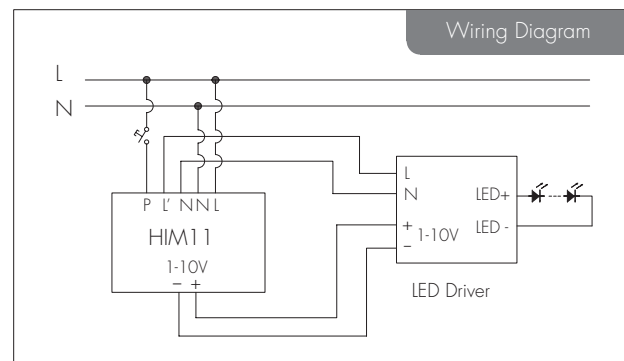 Wiring Diagram
L
N
P L' N N L
HIM11
1-10V
− +
L
N
+
1-10V
−
LED+
LED -
LED Driver